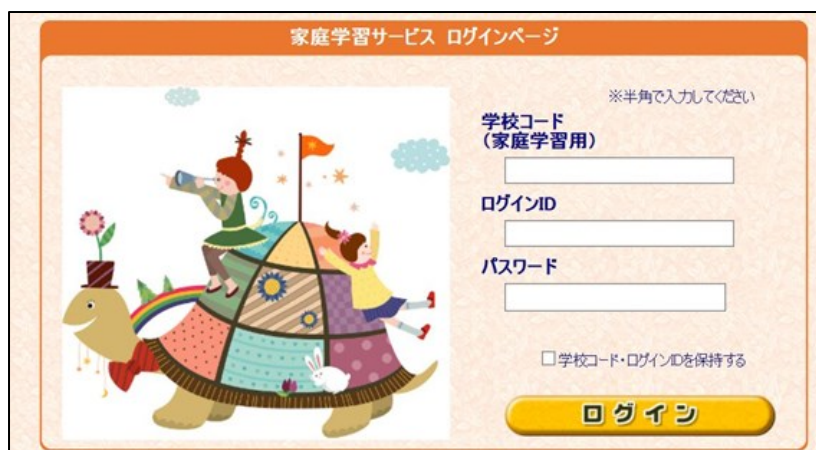 家庭学習サービス ログインページ
※半角で入力してください
学校コード
(家庭学習用)
ログインID
パスワード
学校コード・ログインIDを保持する
ログイン